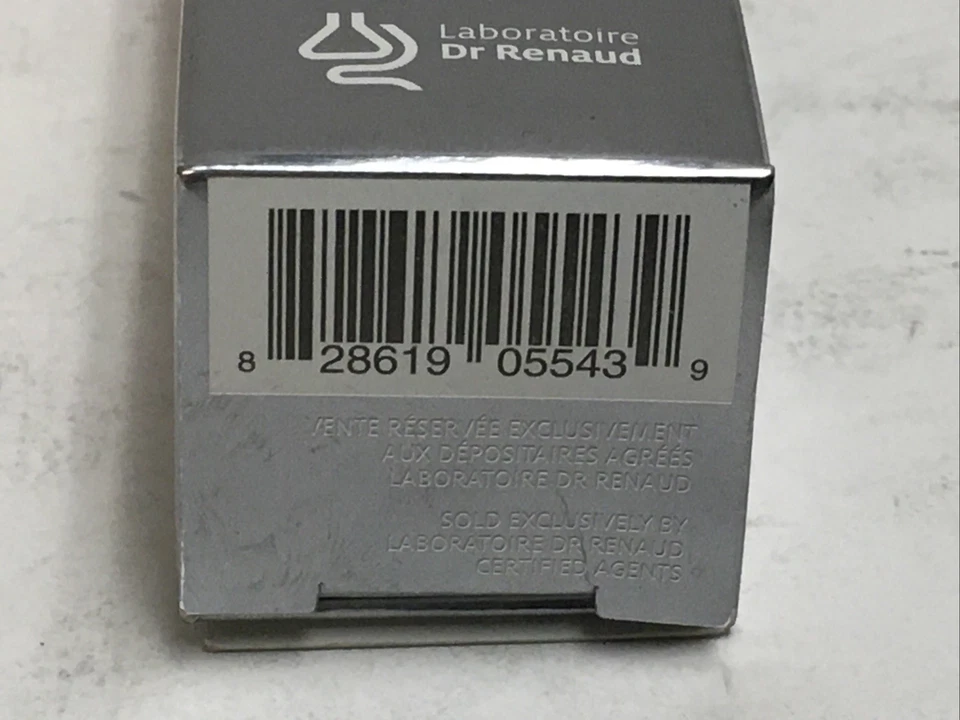 Laboratoire
Dr Renaud
8 28619 05543 9
VENTE RÉSERVÉE EXCLUSIVEMENT
AUX DÉPOSITAIRES AGRÉÉS
LABORATOIRE DR RENAUD
SOLD EXCLUSIVELY BY
LABORATOIRE DR RENAUD
CERTIFIED AGENTS